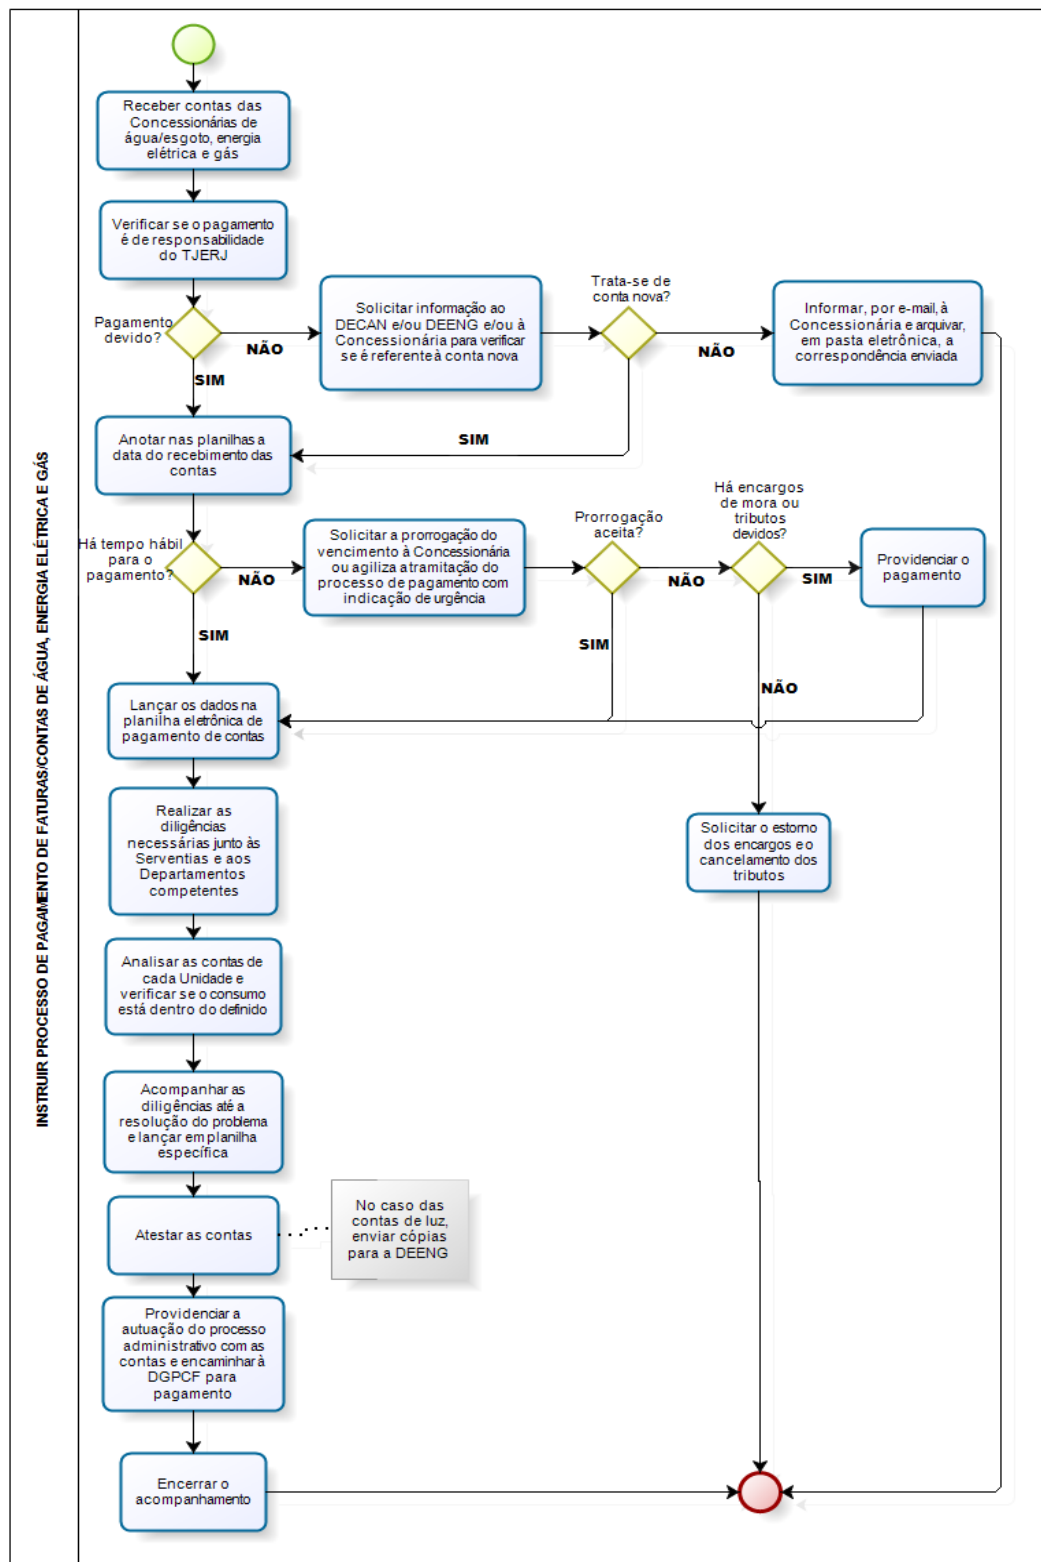 INSTRUIR PROCESSO DE PAGAMENTO DE FATURAS/CONTAS DE ÁGUA, ENERGIA ELÉTRICA E GÁS
Receber contas das
Concessionárias de
água/esgoto, energia
elétrica e gás
Verificar se o pagamento
é de responsabilidade
do TJERJ
Pagamento
devido?
NÃO
SIM
Solicitar informação ao
DECAN e/ou DEENG e/ou à
Concessionária para verificar
se é referente à conta nova
Trata-se de
conta nova?
NÃO
SIM
Informar, por e-mail, à
Concessionária e arquivar,
em pasta eletrônica, a
correspondência enviada
Anotar nas planilhas a
data do recebimento das
contas
Há tempo hábil
para o
pagamento?
NÃO
SIM
Solicitar a prorrogação do
vencimento à Concessionária
ou agiliza atramitação do
processo de pagamento com
indicação de urgência
Prorrogação
aceita?
NÃO
SIM
Há encargos
de mora ou
tributos
devidos?
SIM
NÃO
Providenciar o
pagamento
Lançar os dados na
planilha eletrônica de
pagamento de contas
Solicitar o estorno
dos encargos e o
cancelamento dos
tributos
Realizar as
diligências
necessárias junto às
Serventias e aos
Departamentos
competentes
Analisar as contas de
cada Unidade e
verificar se o consumo
está dentro do definido
Acompanhar as
diligências até a
resolução do problema
e lançar em planilha
específica
Atestar as contas
No caso das
contas de luz,
enviar cópias
para a DEENG
Providenciar a
autuação do processo
administrativo com as
contas e encaminhar à
DGPCF para
pagamento
Encerrar o
acompanhamento